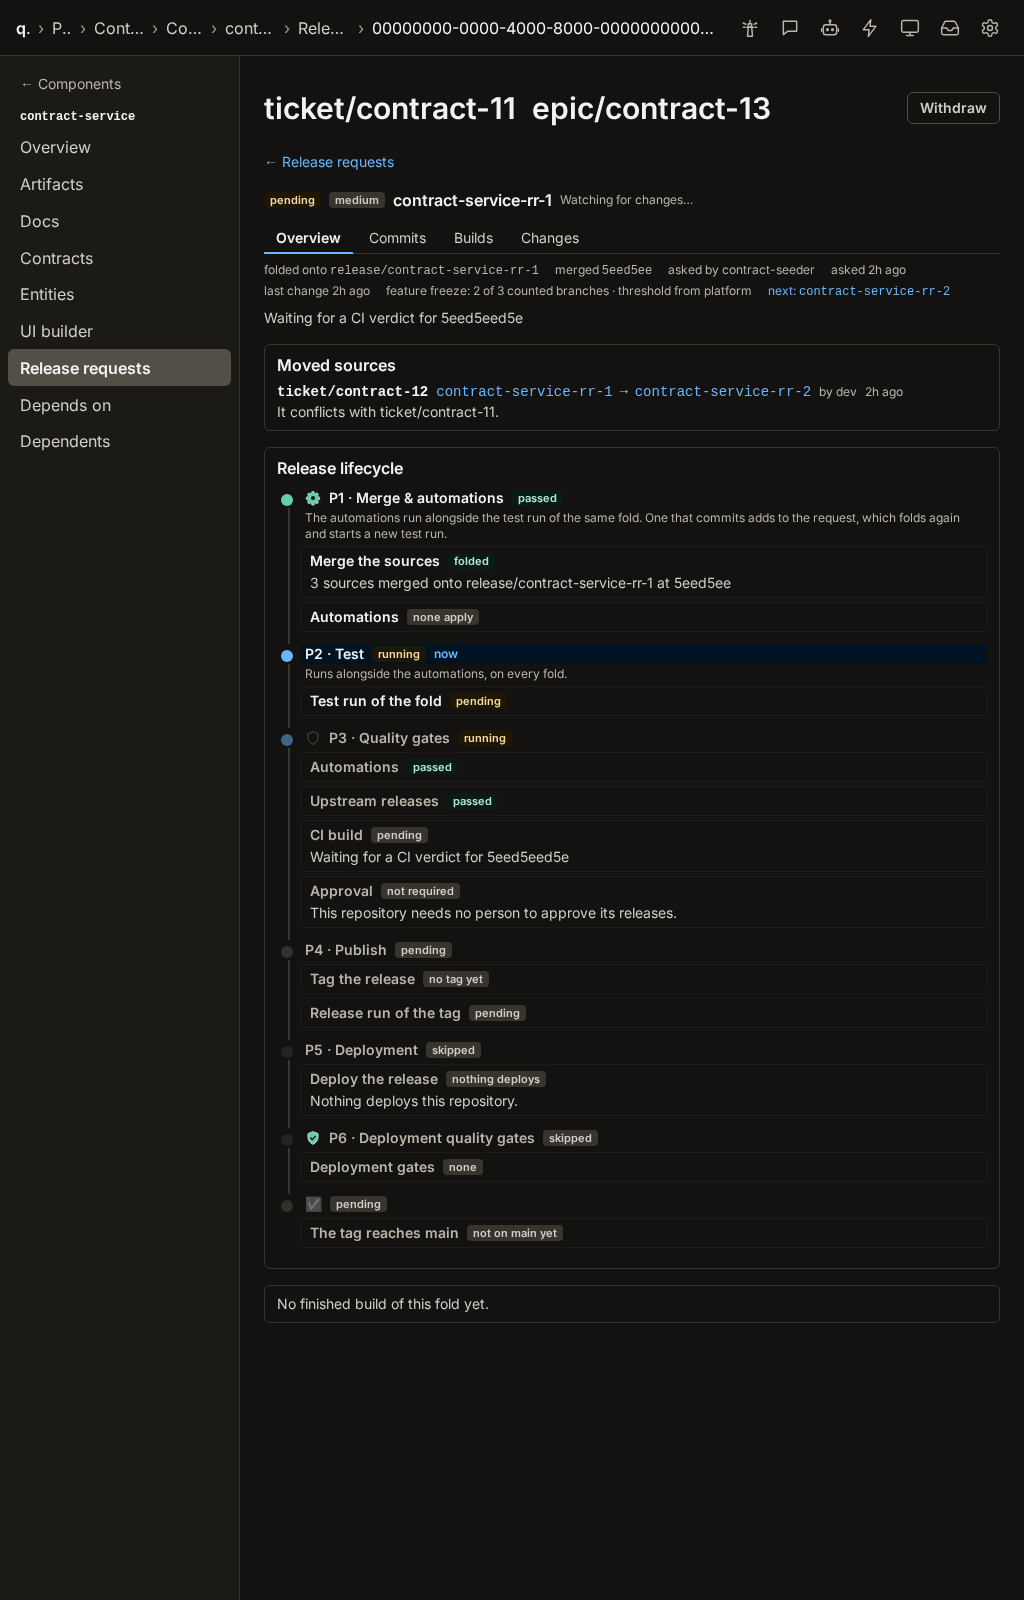 q. › P.. › Cont... › Co... › cont... › Rele... › 00000000-0000-4000-8000-0000000000...
← Components
contract-service
Overview
Artifacts
Docs
Contracts
Entities
UI builder
Release requests
Depends on
Dependents
ticket/contract-11 epic/contract-13
Withdraw
← Release requests
pending medium contract-service-rr-1 Watching for changes...
Overview Commits Builds Changes
folded onto release/contract-service-rr-1 merged 5eed5ee asked by contract-seeder asked 2h ago
last change 2h ago feature freeze: 2 of 3 counted branches · threshold from platform next: contract-service-rr-2
Waiting for a CI verdict for 5eed5eed5e
Moved sources
ticket/contract-12 contract-service-rr-1 → contract-service-rr-2 by dev 2h ago
It conflicts with ticket/contract-11.
Release lifecycle
P1 · Merge & automations passed
The automations run alongside the test run of the same fold. One that commits adds to the request, which folds again
and starts a new test run.
Merge the sources folded
3 sources merged onto release/contract-service-rr-1 at 5eed5ee
Automations none apply
P2 · Test running now
Runs alongside the automations, on every fold.
Test run of the fold pending
P3 · Quality gates running
Automations passed
Upstream releases passed
CI build pending
Waiting for a CI verdict for 5eed5eed5e
Approval not required
This repository needs no person to approve its releases.
P4 · Publish pending
Tag the release no tag yet
Release run of the tag pending
P5 · Deployment skipped
Deploy the release nothing deploys
Nothing deploys this repository.
P6 · Deployment quality gates skipped
Deployment gates none
pending
The tag reaches main not on main yet
No finished build of this fold yet.